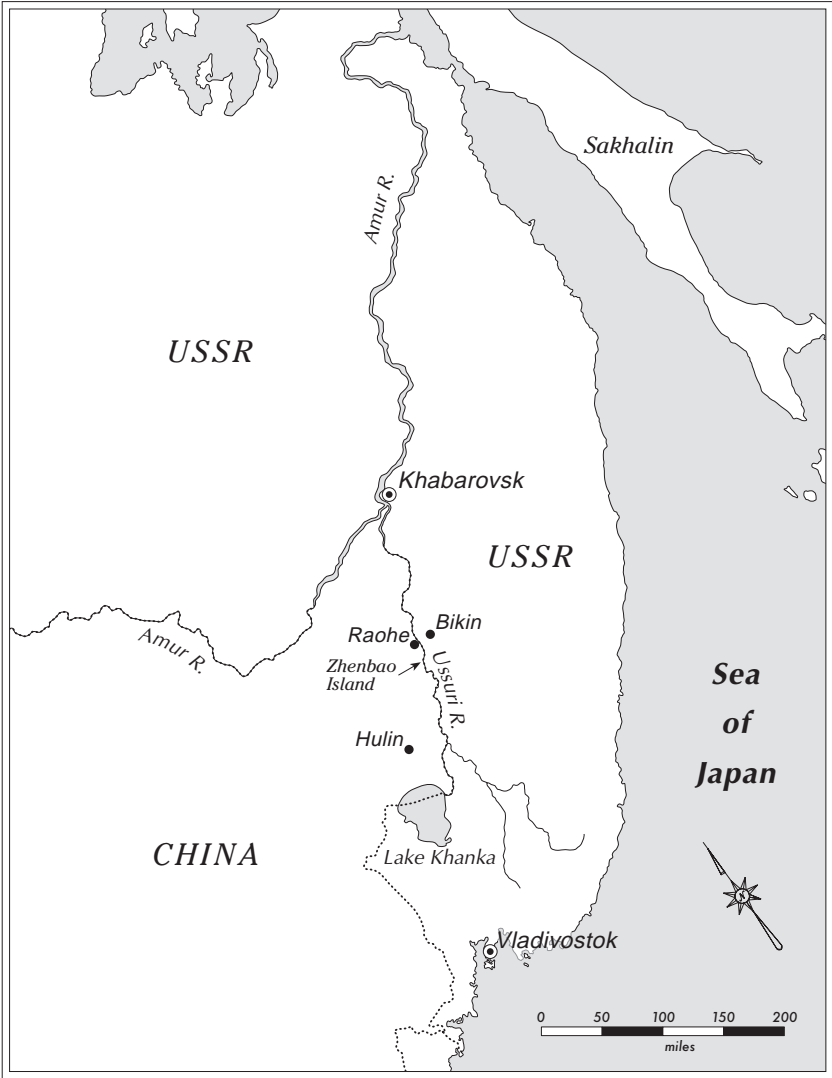 Sakhalin
Amur R.
USSR
Khabarovsk
USSR
Amur R.
Bikin
Raohe
Zhenbao
Island
Ussuri R.
Hulin
Sea
of
Japan
CHINA
Lake Khanka
N
Vladivostok
0 50 100 150 200
miles